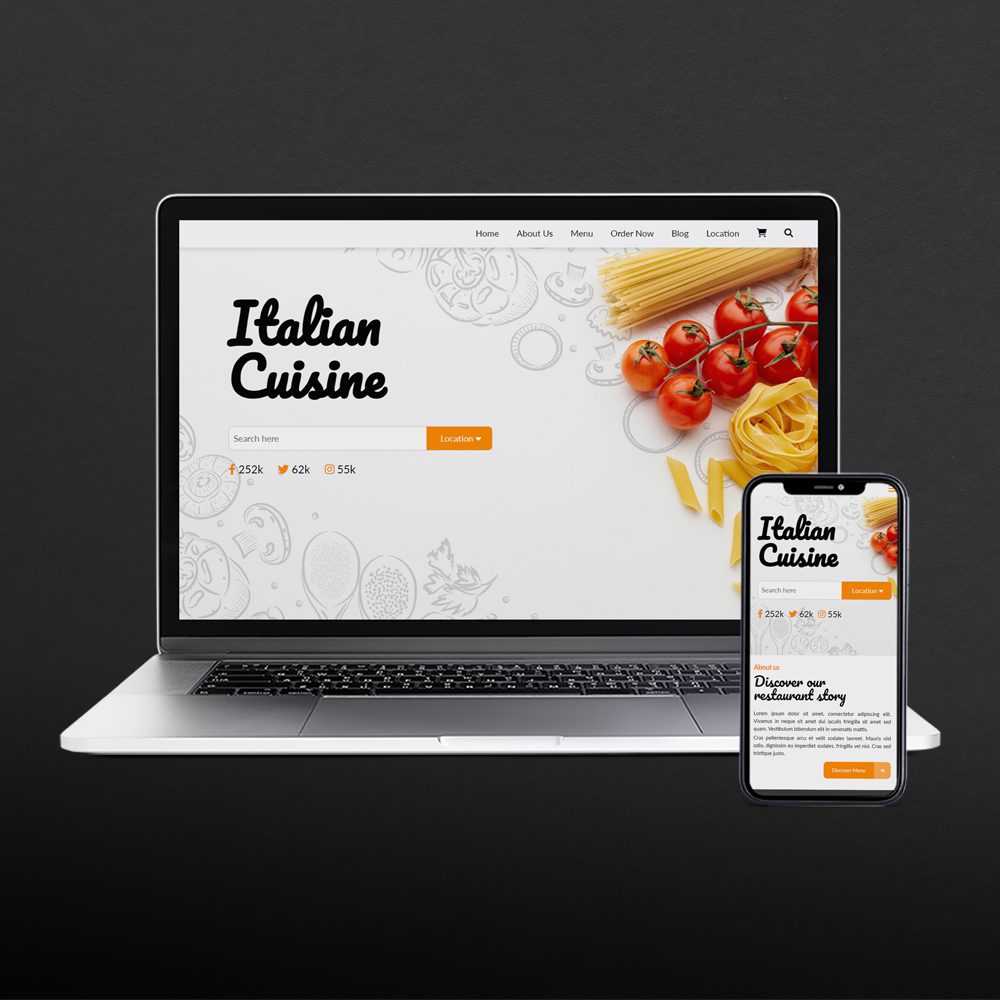 Home About Us Menu Order Now Blog Location
Italian
Cuisine
Search here Location
252k 62k 55k
Italian
Cuisine
Search here Location
252k 62k 55k
About us
Discover our
restaurant story
Lorem ipsum dolor sit amet, consectetur adipiscing elit.
Vivamus in neque sit amet dui iaculis fringilla sit amet sed
quam. Vestibulum bibendum elit in venenatis mattis.
Cras pellentesque arcu et velit sodales laoreet. Mauris nisl
odio, dignissim eu imperdiet sodales, fringilla vel nisi. Cras sed
tristique justo.
Discover Menu